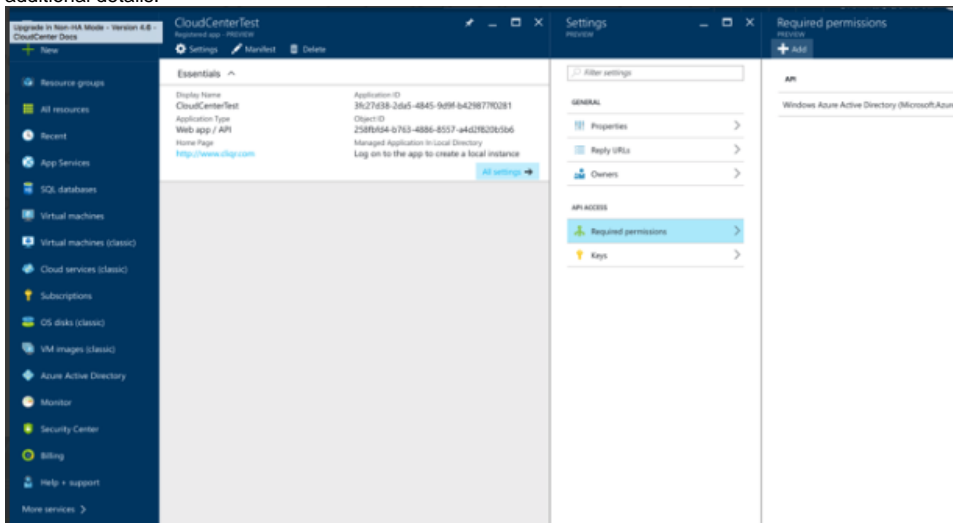 additional details.
Upgrade in Non-HA Mode - Version 4.6 -
CloudCenter Docs
New
Resource groups
All resources
Recent
App Services
SQL databases
Virtual machines
Virtual machines (classic)
Cloud services (classic)
Subscriptions
OS disks (classic)
VM images (classic)
Azure Active Directory
Monitor
Security Center
Billing
Help + support
More services >
CloudCenterTest
Registered app - PREVIEW
Settings
Manifest
Delete
Essentials
Display Name
CloudCenterTest
Application Type
Web app / API
Home Page
http://www.cliqr.com
Application ID
3fc27d38-2da5-4845-9d9f-b429877f0281
Object ID
258fbfd4-b763-4886-8557-a4d2f820b5b6
Managed Application In Local Directory
Log on to the app to create a local instance
All settings →
Settings
PREVIEW
Filter settings
GENERAL
Properties
Reply URLs
Owners
API ACCESS
Required permissions
Keys
Required permissions
PREVIEW
Add
API
Windows Azure Active Directory (Microsoft.Azur